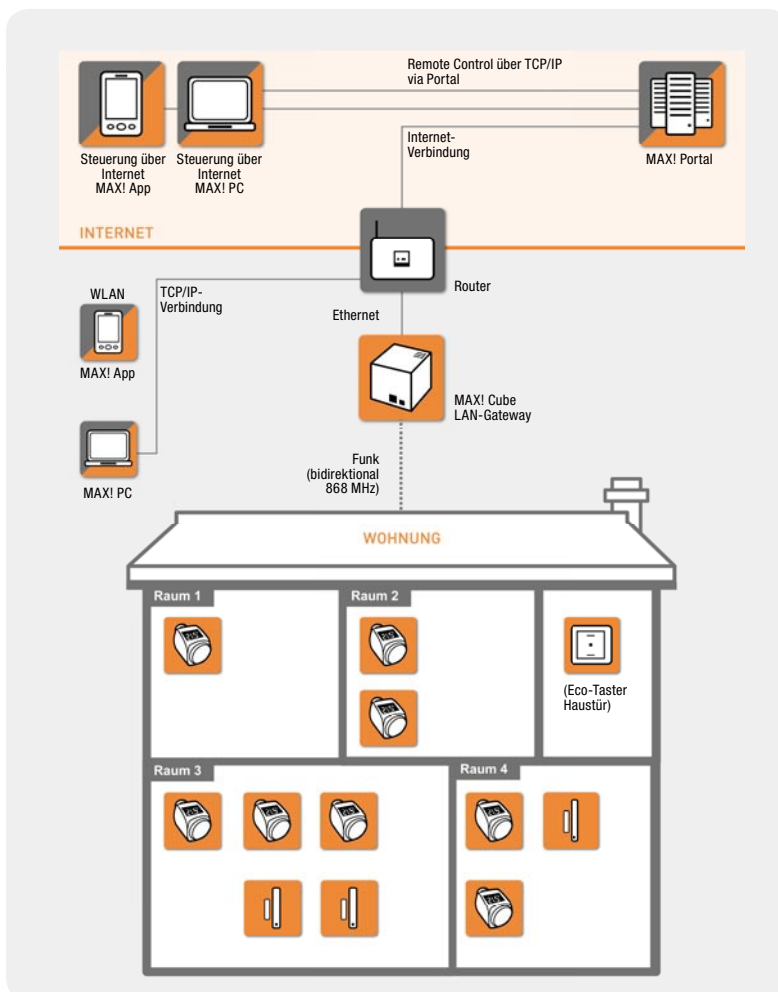 Remote Control über TCP/IP
via Portal
Steuerung über
Internet
MAX! App
Steuerung über
Internet
MAX! PC
Internet-
Verbindung
MAX! Portal
INTERNET
Router
WLAN
TCP/IP-
Verbindung
Ethernet
MAX! App
MAX! Cube
LAN-Gateway
MAX! PC
Funk
(bidirektional
868 MHz)
WOHNUNG
Raum 1
Raum 2
(Eco-Taster
Haustür)
Raum 3
Raum 4